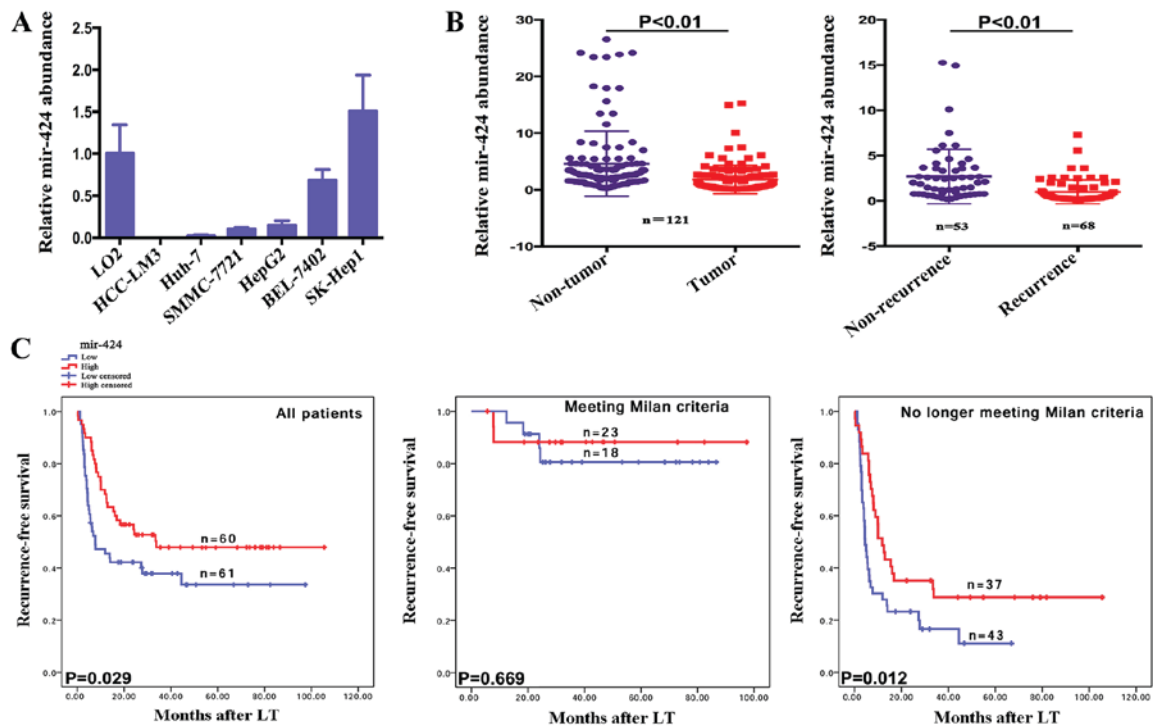 A
Relative mir-424 abundance
2.5
2.0
1.5
1.0
0.5
0.0
LO2
HCC-LM3
Huh-7
SMMC-7721
HepG2
BEL-7402
SK-Hep1
B
Relative mir-424 abundance
30
20
10
0
−10
P<0.01
n=121
Non-tumor
Tumor
Relative mir-424 abundance
20
15
10
5
0
5
P<0.01
n=53
n=68
Non-recurrence
Recurrence
C
mir-424
Low
High
Low censored
High censored
Recurrence-free survival
1.0
0.8
0.6
0.4
0.2
0.0
All patients
n=60
n=61
P=0.029
0.00 20.00 40.00 60.00 80.00 100.00 120.00
Months after LT
Recurrence-free survival
1.0
0.8
0.6
0.4
0.2
0.0
Meeting Milan criteria
n=23
n=18
P=0.669
0.00 20.00 40.00 60.00 80.00 100.00
Months after LT
Recurrence-free survival
1.0
0.8
0.6
0.4
0.2
0.0
No longer meeting Milan criteria
n=37
n=43
P=0.012
0.00 20.00 40.00 60.00 80.00 100.00 120.00
Months after LT